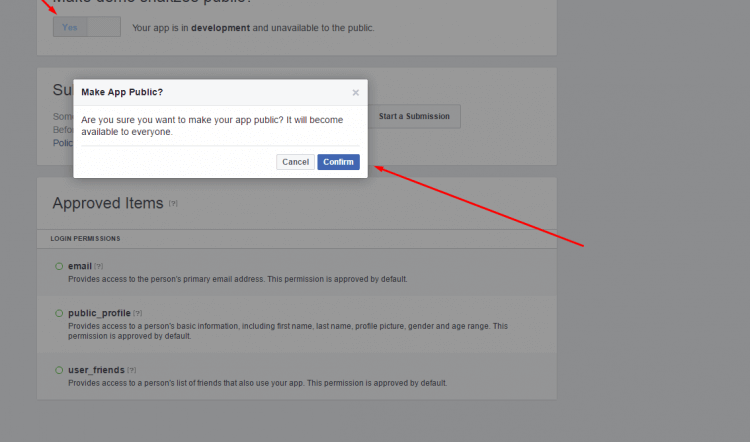 Yes
Your app is in development and unavailable to the public.
Su
Make App Public? ×
Some
Are you sure you want to make your app public? It will become
Start a Submission
Befor
available to everyone.
Polic
Cancel Confirm
Approved Items [?]
LOGIN PERMISSIONS
email [?]
Provides access to the person's primary email address. This permission is approved by default.
public_profile [?]
Provides access to a person's basic information, including first name, last name, profile picture, gender and age range. This
permission is approved by default.
user_friends [?]
Provides access to a person's list of friends that also use your app. This permission is approved by default.